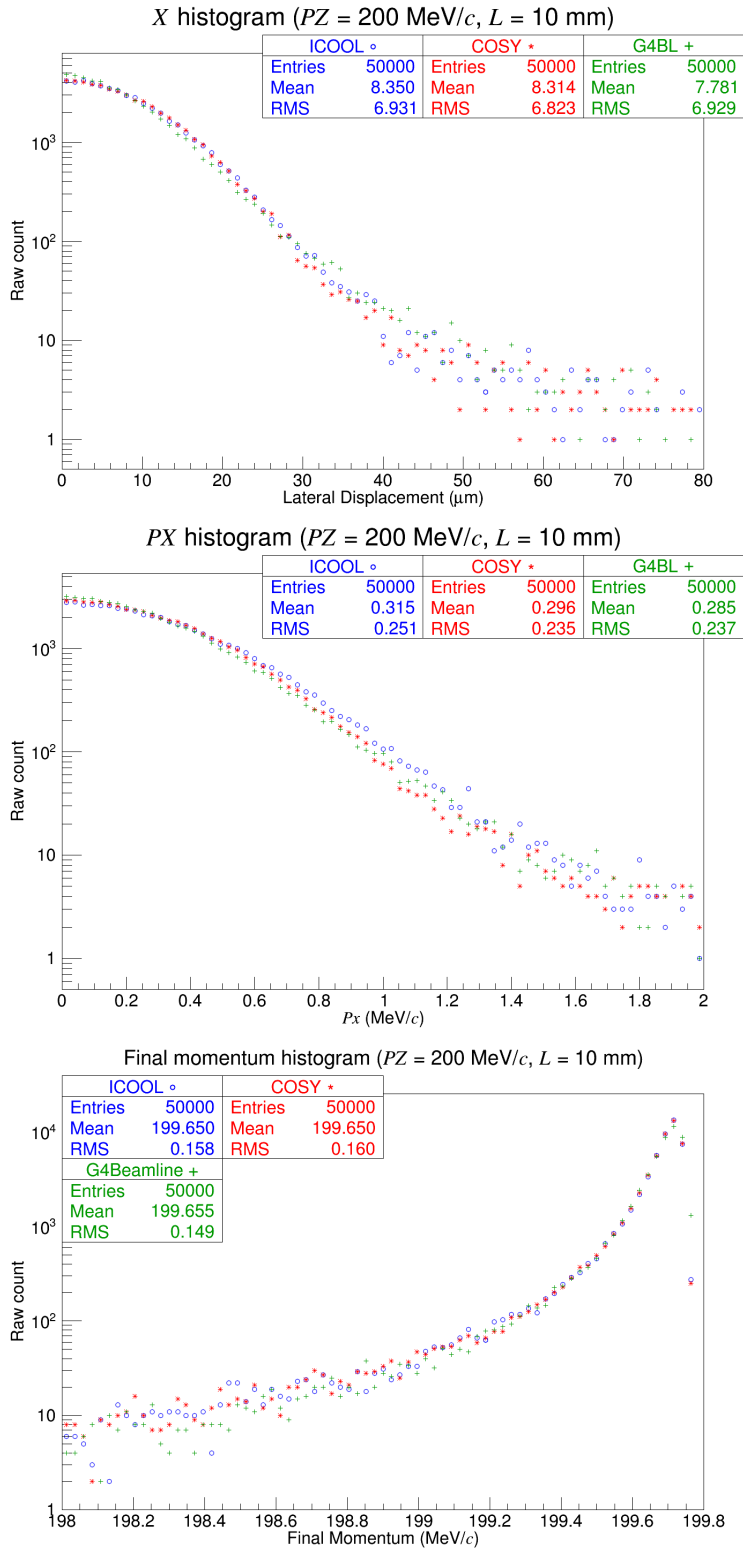 X histogram (PZ = 200 MeV/c, L = 10 mm)
ICOOL ∘ COSY * G4BL +
Entries 50000 Entries 50000 Entries 50000
Mean 8.350 Mean 8.314 Mean 7.781
RMS 6.931 RMS 6.823 RMS 6.929
Raw count
10³
10²
10
1
0 10 20 30 40 50 60 70 80
Lateral Displacement (μm)
PX histogram (PZ = 200 MeV/c, L = 10 mm)
ICOOL ∘ COSY * G4BL +
Entries 50000 Entries 50000 Entries 50000
Mean 0.315 Mean 0.296 Mean 0.285
RMS 0.251 RMS 0.235 RMS 0.237
Raw count
10³
10²
10
1
0 0.2 0.4 0.6 0.8 1 1.2 1.4 1.6 1.8 2
Px (MeV/c)
Final momentum histogram (PZ = 200 MeV/c, L = 10 mm)
ICOOL ∘ COSY *
Entries 50000 Entries 50000
Mean 199.650 Mean 199.650
RMS 0.158 RMS 0.160
G4Beamline +
Entries 50000
Mean 199.655
RMS 0.149
Raw count
10⁴
10³
10²
10
1
198 198.2 198.4 198.6 198.8 199 199.2 199.4 199.6 199.8
Final Momentum (MeV/c)